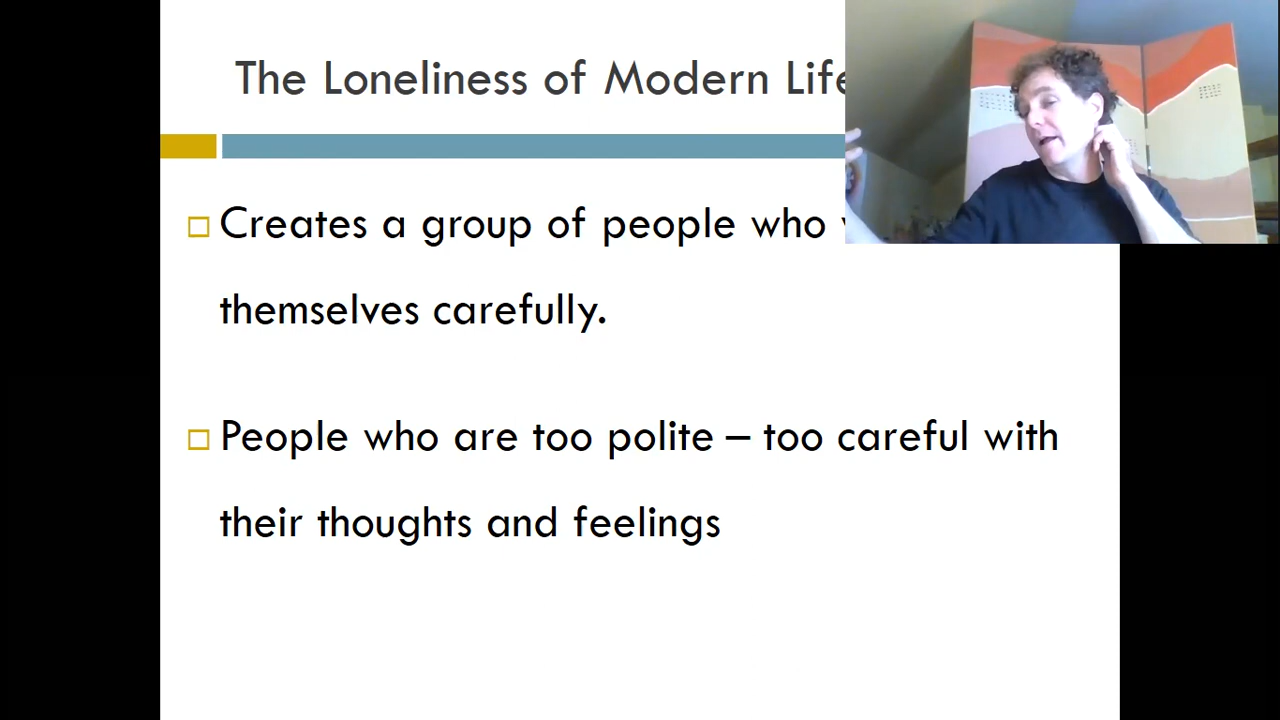 The Loneliness of Modern Life
Creates a group of people who
themselves carefully.
People who are too polite – too careful with
their thoughts and feelings